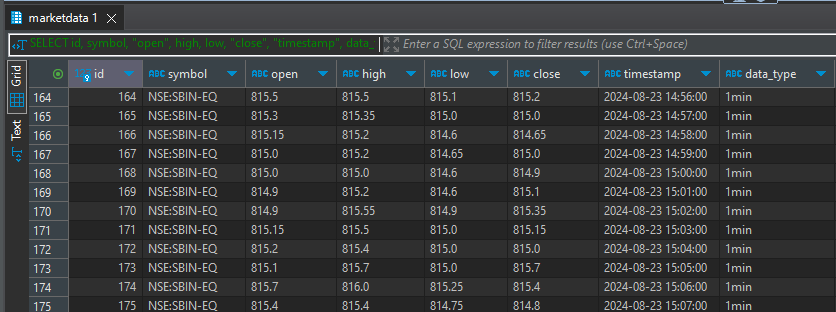 marketdata 1
SELECT id, symbol, "open", high, low, "close", "timestamp", data_ Enter a SQL expression to filter results (use Ctrl+Space)
Grid
Text
id ABC symbol ABC open ABC high ABC low ABC close ABC timestamp ABC data_type
164 164 NSE:SBIN-EQ 815.5 815.5 815.1 815.2 2024-08-23 14:56:00 1min
165 165 NSE:SBIN-EQ 815.3 815.35 815.0 815.0 2024-08-23 14:57:00 1min
166 166 NSE:SBIN-EQ 815.15 815.2 814.6 814.65 2024-08-23 14:58:00 1min
167 167 NSE:SBIN-EQ 815.0 815.2 814.65 815.0 2024-08-23 14:59:00 1min
168 168 NSE:SBIN-EQ 815.0 815.0 814.6 814.9 2024-08-23 15:00:00 1min
169 169 NSE:SBIN-EQ 814.9 815.2 814.6 815.1 2024-08-23 15:01:00 1min
170 170 NSE:SBIN-EQ 814.9 815.55 814.9 815.35 2024-08-23 15:02:00 1min
171 171 NSE:SBIN-EQ 815.15 815.5 815.0 815.15 2024-08-23 15:03:00 1min
172 172 NSE:SBIN-EQ 815.2 815.4 815.0 815.0 2024-08-23 15:04:00 1min
173 173 NSE:SBIN-EQ 815.1 815.7 815.0 815.7 2024-08-23 15:05:00 1min
174 174 NSE:SBIN-EQ 815.7 816.0 815.25 815.4 2024-08-23 15:06:00 1min
175 175 NSE:SBIN-EQ 815.4 815.4 814.75 814.8 2024-08-23 15:07:00 1min